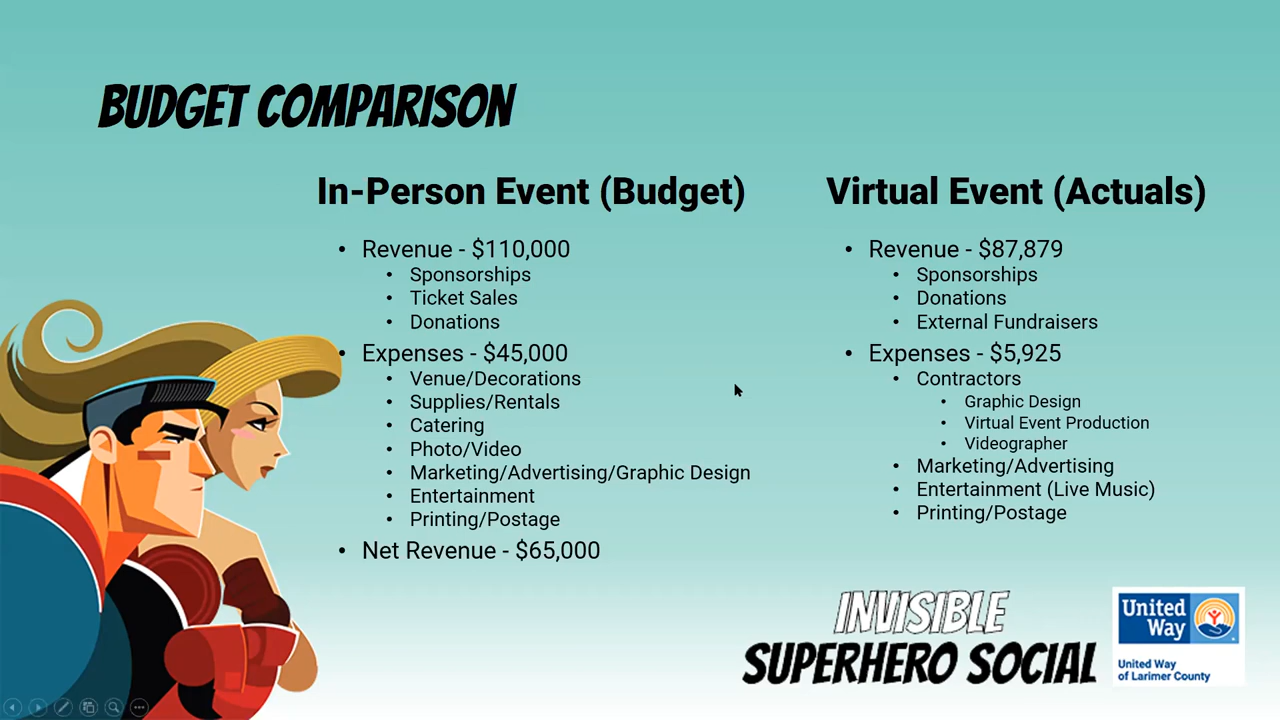 BUDGET COMPARISON
In-Person Event (Budget)
• Revenue - $110,000
• Sponsorships
• Ticket Sales
• Donations
• Expenses - $45,000
• Venue/Decorations
• Supplies/Rentals
• Catering
• Photo/Video
• Marketing/Advertising/Graphic Design
• Entertainment
• Printing/Postage
• Net Revenue - $65,000
Virtual Event (Actuals)
• Revenue - $87,879
• Sponsorships
• Donations
• External Fundraisers
• Expenses - $5,925
• Contractors
• Graphic Design
• Virtual Event Production
• Videographer
• Marketing/Advertising
• Entertainment (Live Music)
• Printing/Postage
INVISIBLE
SUPERHERO SOCIAL
United
Way
United Way
of Larimer County